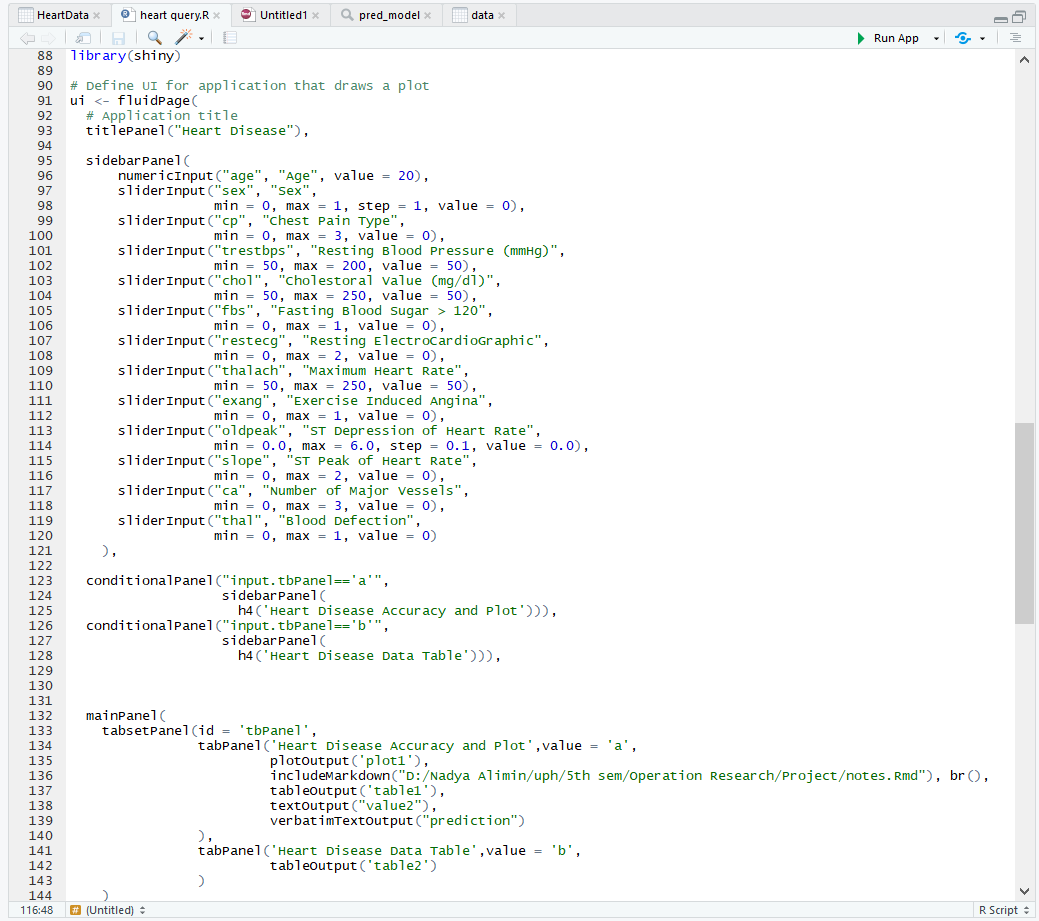 HeartData
heart query.R
Untitled1
pred_model
data
Run App
88 library(shiny)
89
90 # Define UI for application that draws a plot
91 ui <- fluidPage(
92   # Application title
93   titlePanel("Heart Disease"),
94
95   sidebarPanel(
96       numericInput("age", "Age", value = 20),
97       sliderInput("sex", "Sex",
98                   min = 0, max = 1, step = 1, value = 0),
99       sliderInput("cp", "Chest Pain Type",
100                   min = 0, max = 3, value = 0),
101       sliderInput("trestbps", "Resting Blood Pressure (mmHg)",
102                   min = 50, max = 200, value = 50),
103       sliderInput("chol", "Cholestoral Value (mg/dl)",
104                   min = 50, max = 250, value = 50),
105       sliderInput("fbs", "Fasting Blood Sugar > 120",
106                   min = 0, max = 1, value = 0),
107       sliderInput("restecg", "Resting ElectroCardioGraphic",
108                   min = 0, max = 2, value = 0),
109       sliderInput("thalach", "Maximum Heart Rate",
110                   min = 50, max = 250, value = 50),
111       sliderInput("exang", "Exercise Induced Angina",
112                   min = 0, max = 1, value = 0),
113       sliderInput("oldpeak", "ST Depression of Heart Rate",
114                   min = 0.0, max = 6.0, step = 0.1, value = 0.0),
115       sliderInput("slope", "ST Peak of Heart Rate",
116                   min = 0, max = 2, value = 0),
117       sliderInput("ca", "Number of Major Vessels",
118                   min = 0, max = 3, value = 0),
119       sliderInput("thal", "Blood Defection",
120                   min = 0, max = 1, value = 0)
121     ),
122
123   conditionalPanel("input.tbPanel=='a'",
124                    sidebarPanel(
125                      h4('Heart Disease Accuracy and Plot'))),
126   conditionalPanel("input.tbPanel=='b'",
127                    sidebarPanel(
128                      h4('Heart Disease Data Table'))),
129
130
131
132   mainPanel(
133     tabsetPanel(id = 'tbPanel',
134                 tabPanel('Heart Disease Accuracy and Plot',value = 'a',
135                          plotOutput('plot1'),
136                          includeMarkdown("D:/Nadya Alimin/uph/5th sem/Operation Research/Project/notes.Rmd"), br(),
137                          tableOutput('table1'),
138                          textOutput("value2"),
139                          verbatimTextOutput("prediction")
140                 ),
141                 tabPanel('Heart Disease Data Table',value = 'b',
142                          tableOutput('table2')
143                 )
144     )
116:48 # (Untitled) R Script